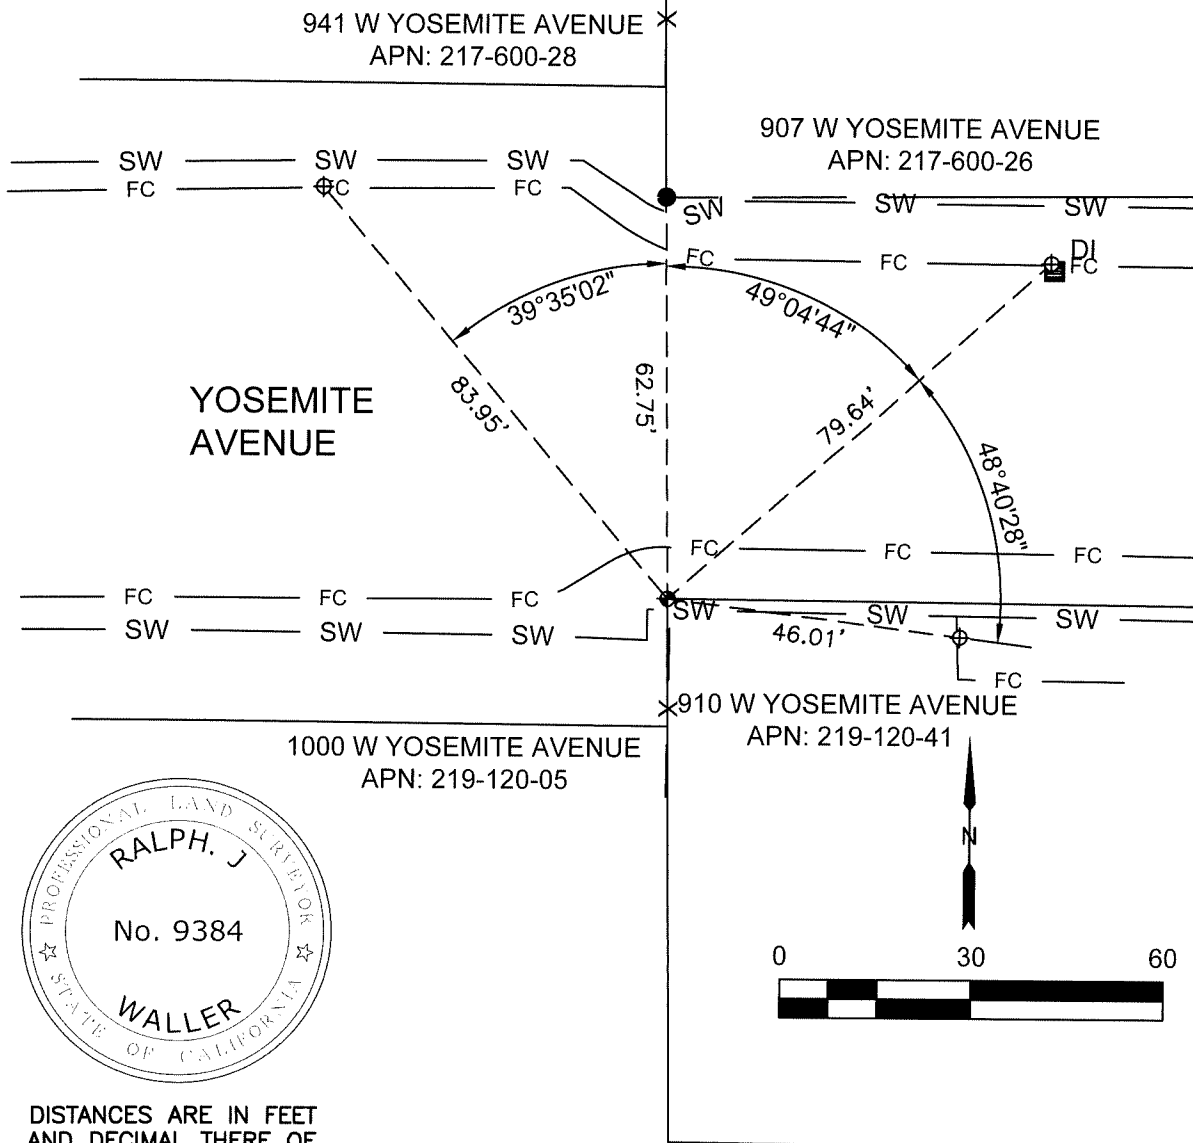 941 W YOSEMITE AVENUE
APN: 217-600-28
907 W YOSEMITE AVENUE
APN: 217-600-26
SW SW SW
FC FC FC
SW SW SW
DI
FC FC FC
39°35'02"
49°04'44"
YOSEMITE
AVENUE
83.95'
62.75'
79.64'
48°40'28"
FC FC FC
FC FC FC
SW SW SW
SW SW SW
46.01'
FC
910 W YOSEMITE AVENUE
APN: 219-120-41
1000 W YOSEMITE AVENUE
APN: 219-120-05
N
PROFESSIONAL LAND SURVEYOR
RALPH. J
No. 9384
WALLER
STATE OF CALIFORNIA
0 30 60
DISTANCES ARE IN FEET
AND DECIMAL THERE OF